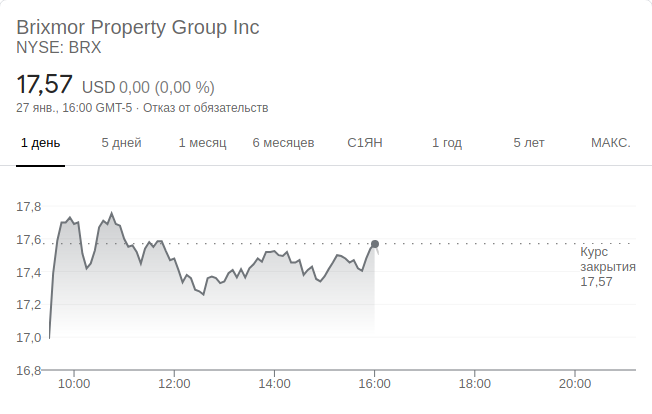 Brixmor Property Group Inc
NYSE: BRX
17,57 USD 0,00 (0,00 %)
27 янв., 16:00 GMT-5 · Отказ от обязательств
1 день 5 дней 1 месяц 6 месяцев С1ЯН 1 год 5 лет МАКС.
17,8
17,6
17,4
17,2
17,0
16,8
Курс
закрытия
17,57
10:00 12:00 14:00 16:00 18:00 20:00